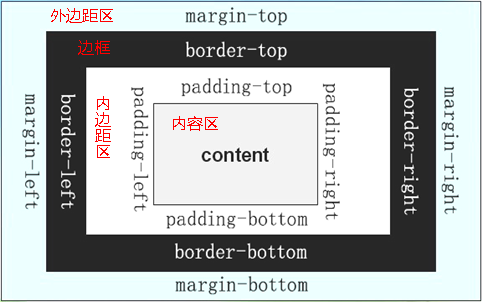 外边距区
margin-top
边框
border-top
内边距区
padding-top
margin-left
border-left
padding-left
内容区
content
padding-right
border-right
margin-right
padding-bottom
border-bottom
margin-bottom